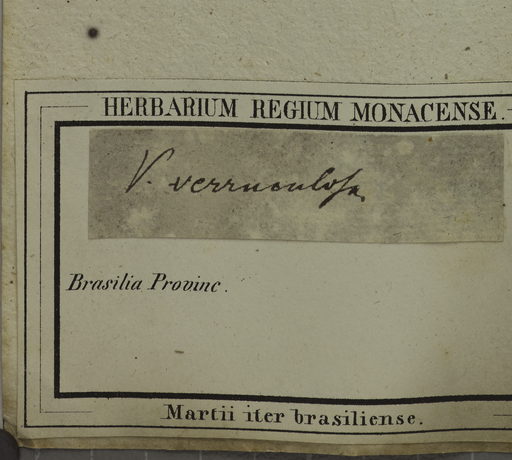 HERBARIUM REGIUM MONACENSE.
V. verruculosa
Brasilia Provinc.
Martii iter brasiliense.